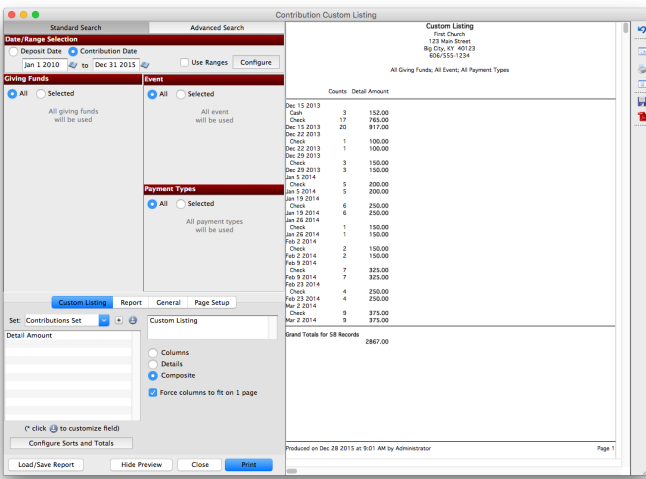 Contribution Custom Listing
Standard Search
Advanced Search
Date/Range Selection
Deposit Date Contribution Date
Jan 1 2010 to Dec 31 2015
Use Ranges Configure
Giving Funds
All Selected
All giving funds
will be used
Event
All Selected
All event
will be used
Payment Types
All Selected
All payment types
will be used
Custom Listing Report General Page Setup
Set: Contributions Set
Detail Amount
(* click to customize field)
Configure Sorts and Totals
Custom Listing
Columns
Details
Composite
Force columns to fit on 1 page
Load/Save Report Hide Preview Close Print
Custom Listing
First Church
123 Main Street
Big City, KY 40123
606/555-1234
All Giving Funds; All Event; All Payment Types
Counts Detail Amount
Dec 15 2013
Cash 3 152.00
Check 17 765.00
Dec 15 2013 20 917.00
Dec 22 2013
Check 1 100.00
Dec 22 2013 1 100.00
Dec 29 2013
Check 3 150.00
Dec 29 2013 3 150.00
Jan 5 2014
Check 5 200.00
Jan 5 2014 5 200.00
Jan 19 2014
Check 6 250.00
Jan 19 2014 6 250.00
Jan 26 2014
Check 1 150.00
Jan 26 2014 1 150.00
Feb 2 2014
Check 2 150.00
Feb 2 2014 2 150.00
Feb 9 2014
Check 7 325.00
Feb 9 2014 7 325.00
Feb 23 2014
Check 4 250.00
Feb 23 2014 4 250.00
Mar 2 2014
Check 9 375.00
Mar 2 2014 9 375.00
Grand Totals for 58 Records
2867.00
Produced on Dec 28 2015 at 9:01 AM by Administrator Page 1